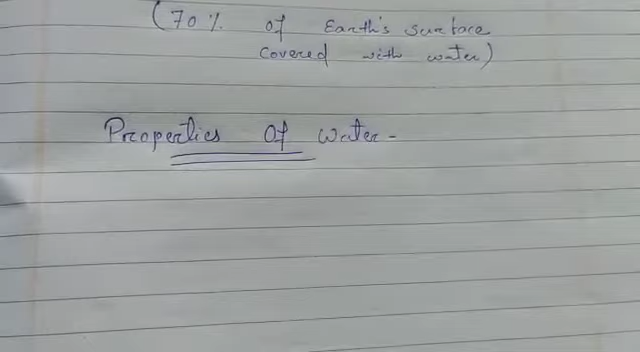 (70% of Earth's surface
covered with water)
Properties of water-